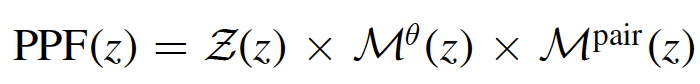 PPF(z) = 𝒵(z) × ℳ^θ(z) × ℳ^pair(z)